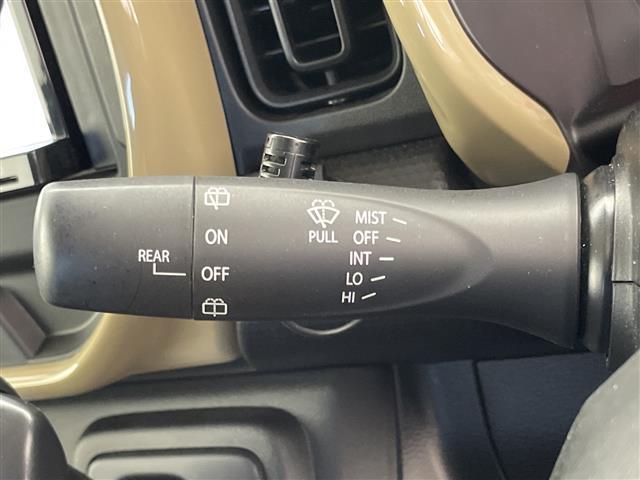 REAR
ON
OFF
PULL
MIST
OFF
INT
LO
HI